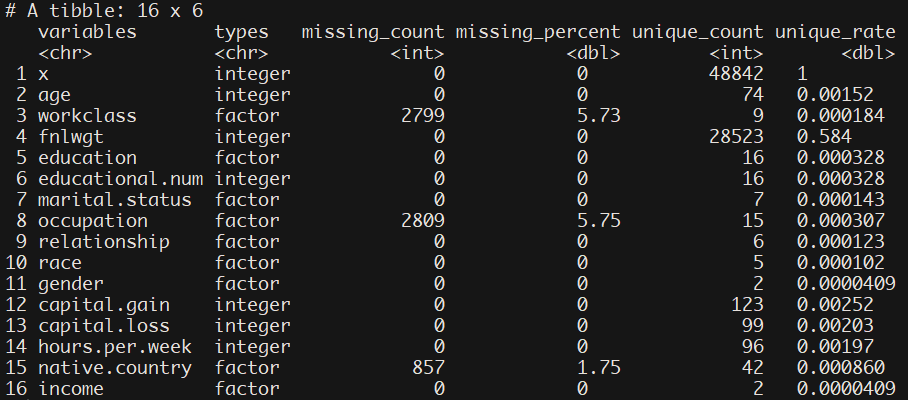 # A tibble: 16 x 6
variables types missing_count missing_percent unique_count unique_rate
<chr> <chr> <int> <dbl> <int> <dbl>
1 x integer 0 0 48842 1
2 age integer 0 0 74 0.00152
3 workclass factor 2799 5.73 9 0.000184
4 fnlwgt integer 0 0 28523 0.584
5 education factor 0 0 16 0.000328
6 educational.num integer 0 0 16 0.000328
7 marital.status factor 0 0 7 0.000143
8 occupation factor 2809 5.75 15 0.000307
9 relationship factor 0 0 6 0.000123
10 race factor 0 0 5 0.000102
11 gender factor 0 0 2 0.0000409
12 capital.gain integer 0 0 123 0.00252
13 capital.loss integer 0 0 99 0.00203
14 hours.per.week integer 0 0 96 0.00197
15 native.country factor 857 1.75 42 0.000860
16 income factor 0 0 2 0.0000409